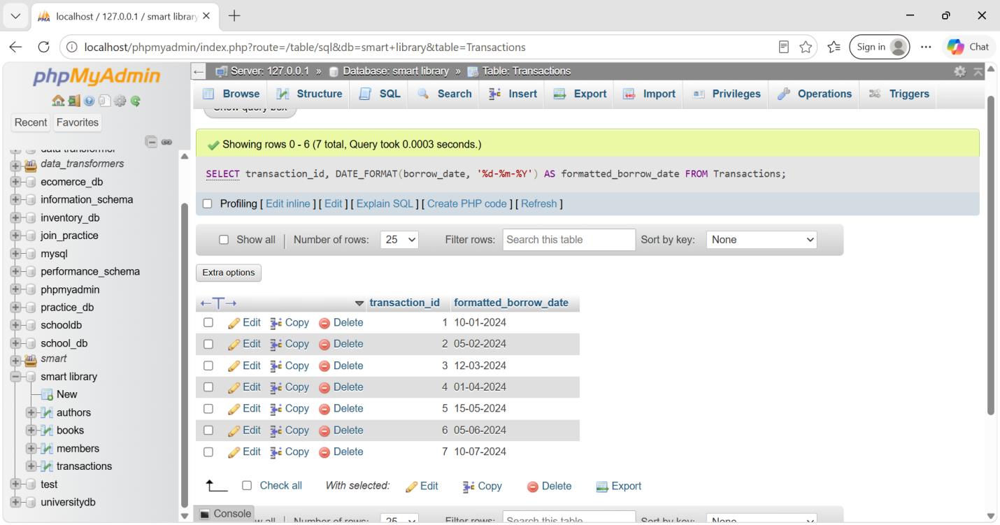 localhost / 127.0.0.1 / smart library
localhost/phpmyadmin/index.php?route=/table/sql&db=smart+library&table=Transactions
Sign in
Chat
phpMyAdmin
Recent
Favorites
data transformer
data_transformers
ecomerce_db
information_schema
inventory_db
join_practice
mysql
performance_schema
phpmyadmin
practice_db
schooldb
school_db
smart
smart library
New
authors
books
members
transactions
test
universitydb
Server: 127.0.0.1 » Database: smart library » Table: Transactions
Browse Structure SQL Search Insert Export Import Privileges Operations Triggers
Show query box
Showing rows 0 - 6 (7 total, Query took 0.0003 seconds.)
SELECT transaction_id, DATE_FORMAT(borrow_date, '%d-%m-%Y') AS formatted_borrow_date FROM Transactions;
Profiling [ Edit inline ] [ Edit ] [ Explain SQL ] [ Create PHP code ] [ Refresh ]
Show all | Number of rows: 25 Filter rows: Search this table Sort by key: None
Extra options
←T→ transaction_id formatted_borrow_date
Edit Copy Delete 1 10-01-2024
Edit Copy Delete 2 05-02-2024
Edit Copy Delete 3 12-03-2024
Edit Copy Delete 4 01-04-2024
Edit Copy Delete 5 15-05-2024
Edit Copy Delete 6 05-06-2024
Edit Copy Delete 7 10-07-2024
Check all With selected: Edit Copy Delete Export
Console
w all | Number of rows: 25 Filter rows: Search this table Sort by key: None